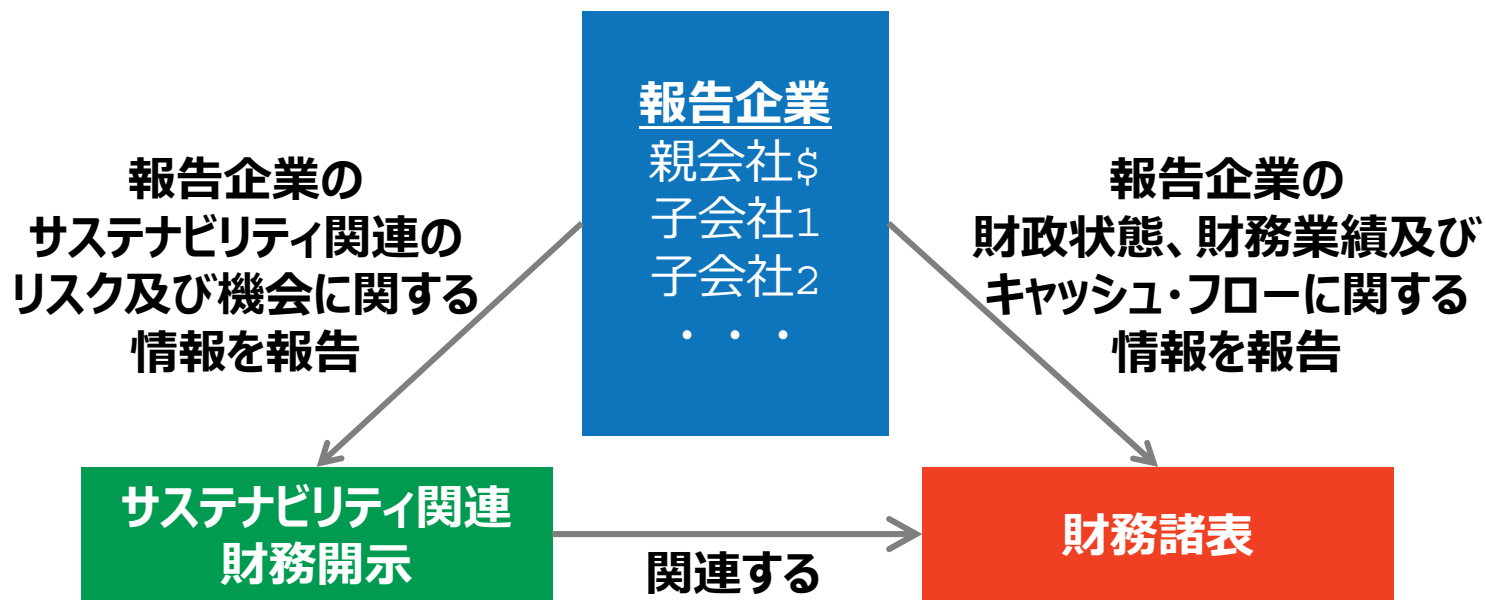 報告企業
親会社$
子会社1
子会社2
・・・
報告企業の
サステナビリティ関連の
リスク及び機会に関する
情報を報告
報告企業の
財政状態、財務業績及び
キャッシュ・フローに関する
情報を報告
サステナビリティ関連
財務開示
関連する
財務諸表